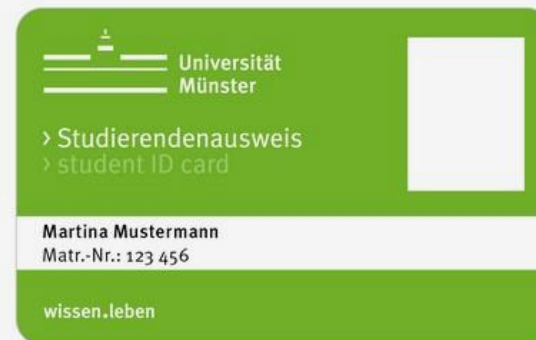 Universität
Münster
> Studierendenausweis
> student ID card
Martina Mustermann
Matr.-Nr.: 123 456
wissen.leben